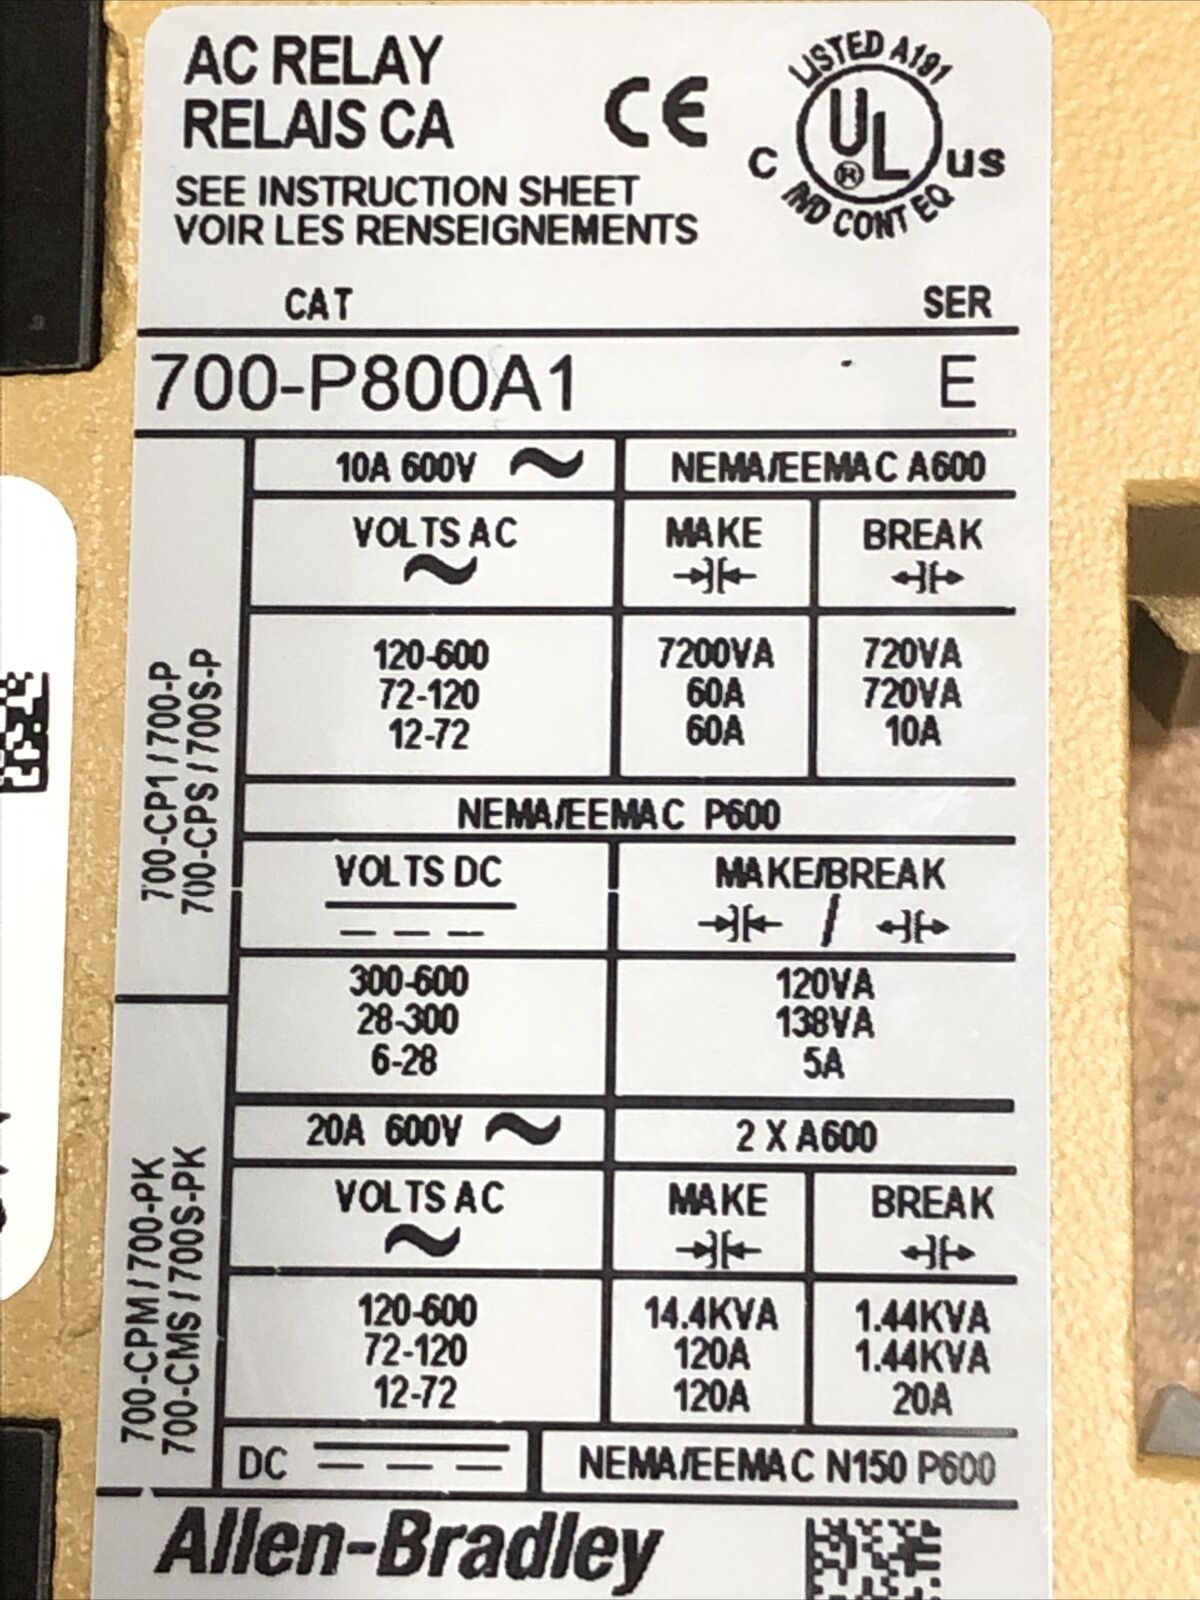 AC RELAY
RELAIS CA
SEE INSTRUCTION SHEET
VOIR LES RENSEIGNEMENTS
CE
LISTED A191
C UL® US
IND CONT EQ
CAT SER
700-P800A1 E
700-CP1 / 700-P
700-CPS / 700S-P
10A 600V NEMA/EEMAC A600
VOLTS AC MAKE BREAK
120-600 7200VA 720VA
72-120 60A 720VA
12-72 60A 10A
NEMA/EEMAC P600
VOLTS DC MAKE/BREAK
/
300-600 120VA
28-300 138VA
6-28 5A
700-CPM / 700-PK
700-CMS / 700S-PK
20A 600V 2 X A600
VOLTS AC MAKE BREAK
120-600 14.4KVA 1.44KVA
72-120 120A 1.44KVA
12-72 120A 20A
DC NEMA/EEMAC N150 P600
Allen-Bradley